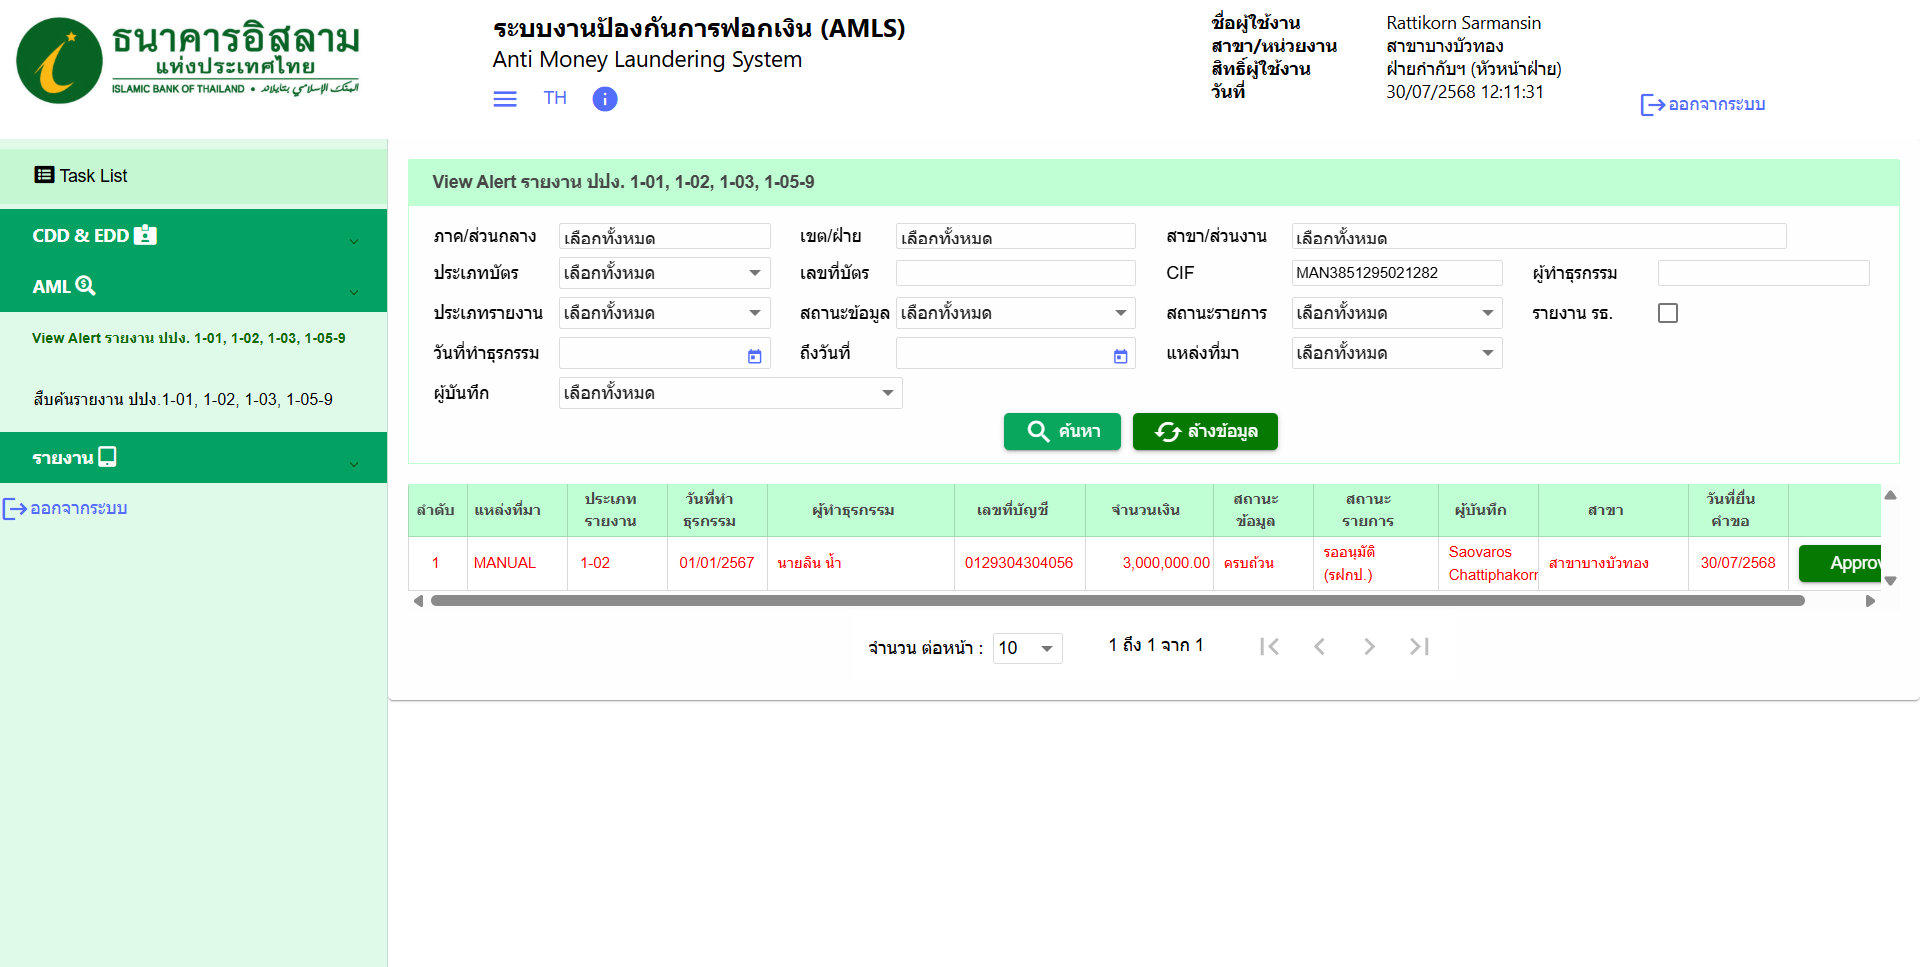 ธนาคารอิสลาม
แห่งประเทศไทย
ISLAMIC BANK OF THAILAND •
ระบบงานป้องกันการฟอกเงิน (AMLS)
Anti Money Laundering System
TH
ชื่อผู้ใช้งาน Rattikorn Sarmansin
สาขา/หน่วยงาน สาขาบางบัวทอง
สิทธิ์ผู้ใช้งาน ฝ่ายกำกับฯ (หัวหน้าฝ่าย)
วันที่ 30/07/2568 12:11:31
ออกจากระบบ
Task List
CDD & EDD
AML
View Alert รายงาน ปปง. 1-01, 1-02, 1-03, 1-05-9
สืบค้นรายงาน ปปง.1-01, 1-02, 1-03, 1-05-9
รายงาน
ออกจากระบบ
View Alert รายงาน ปปง. 1-01, 1-02, 1-03, 1-05-9
ภาค/ส่วนกลาง เลือกทั้งหมด เขต/ฝ่าย เลือกทั้งหมด สาขา/ส่วนงาน เลือกทั้งหมด
ประเภทบัตร เลือกทั้งหมด เลขที่บัตร CIF MAN3851295021282 ผู้ทำธุรกรรม
ประเภทรายงาน เลือกทั้งหมด สถานะข้อมูล เลือกทั้งหมด สถานะรายการ เลือกทั้งหมด รายงาน รธ.
วันที่ทำธุรกรรม ถึงวันที่ แหล่งที่มา เลือกทั้งหมด
ผู้บันทึก เลือกทั้งหมด
ค้นหา ล้างข้อมูล
ลำดับ แหล่งที่มา ประเภทรายงาน วันที่ทำธุรกรรม ผู้ทำธุรกรรม เลขที่บัญชี จำนวนเงิน สถานะข้อมูล สถานะรายการ ผู้บันทึก สาขา วันที่ยื่นคำขอ
1 MANUAL 1-02 01/01/2567 นายลิน น้ำ 0129304304056 3,000,000.00 ครบถ้วน รออนุมัติ (รฝกป.) Saovaros Chattiphakorn สาขาบางบัวทอง 30/07/2568 Approv
จำนวน ต่อหน้า : 10 1 ถึง 1 จาก 1